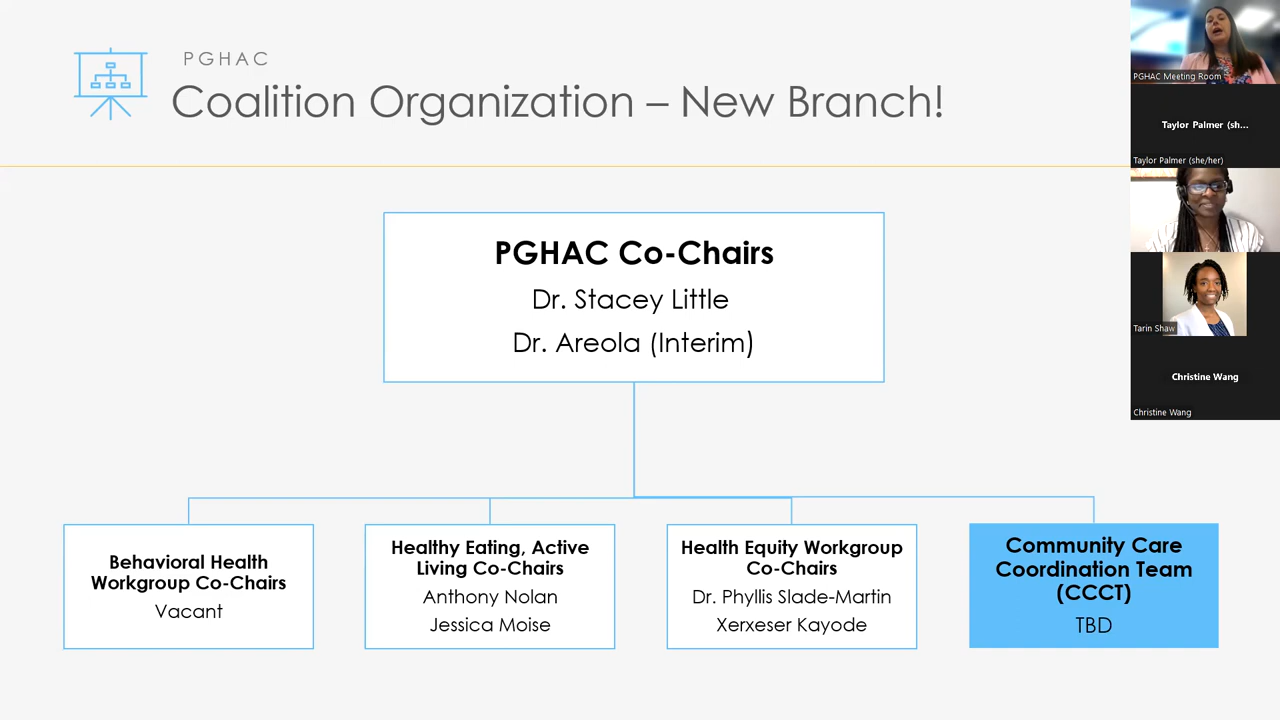 PGHAC
Coalition Organization – New Branch!
PGHAC Co-Chairs
Dr. Stacey Little
Dr. Areola (Interim)
Behavioral Health
Workgroup Co-Chairs
Vacant
Healthy Eating, Active
Living Co-Chairs
Anthony Nolan
Jessica Moise
Health Equity Workgroup
Co-Chairs
Dr. Phyllis Slade-Martin
Xerxeser Kayode
Community Care
Coordination Team
(CCCT)
TBD
PGHAC Meeting Room
Taylor Palmer (sh...
Taylor Palmer (she/her)
Tarin Shaw
Christine Wang
Christine Wang